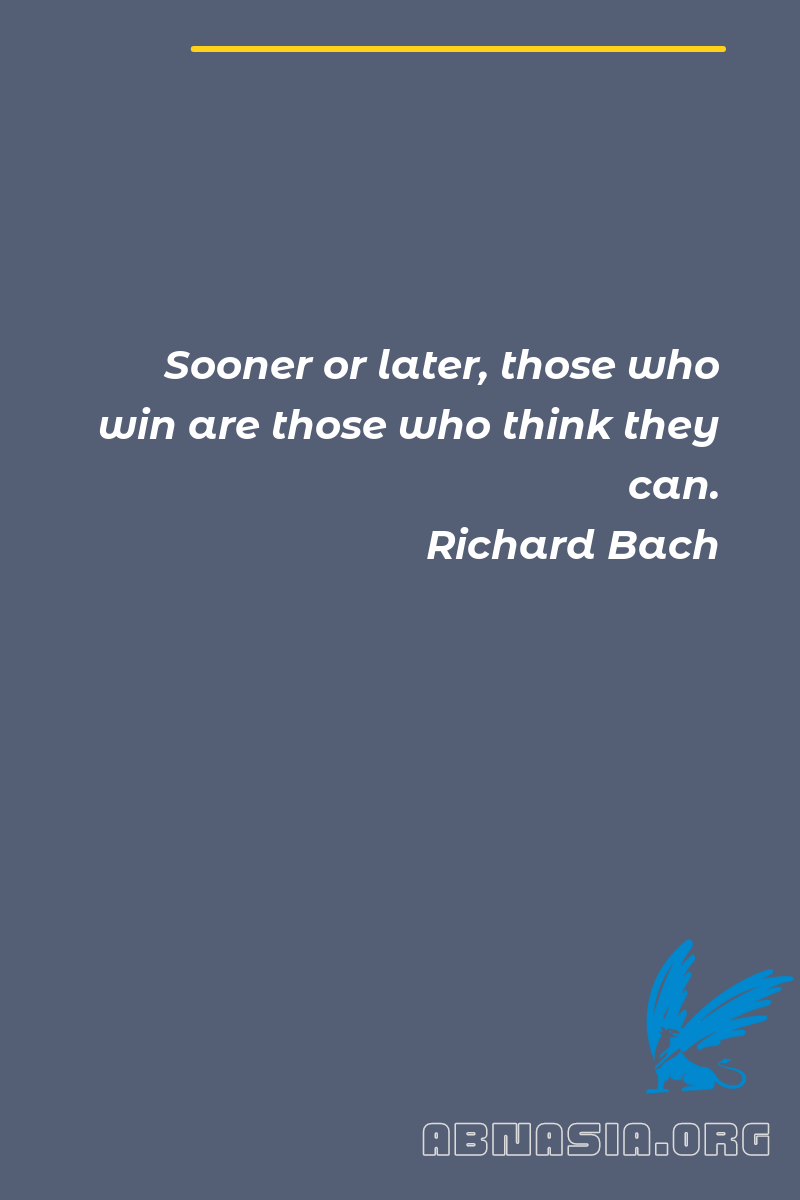 Sooner or later, those who
win are those who think they
can.
Richard Bach
ABNASIA.ORG